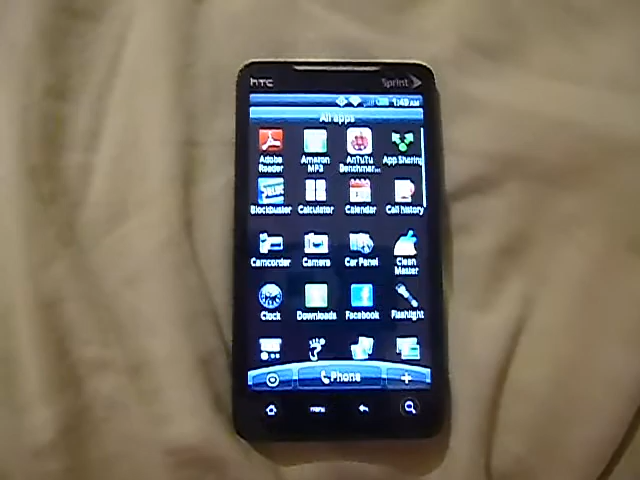 hTC Sprint
1:49 AM
All apps
Adobe Reader Amazon MP3 AnTuTu Benchmar... App Sharing
Blockbuster Calculator Calendar Call history
Camcorder Camera Car Panel Clean Master
Clock Downloads Facebook Flashlight
Phone
menu